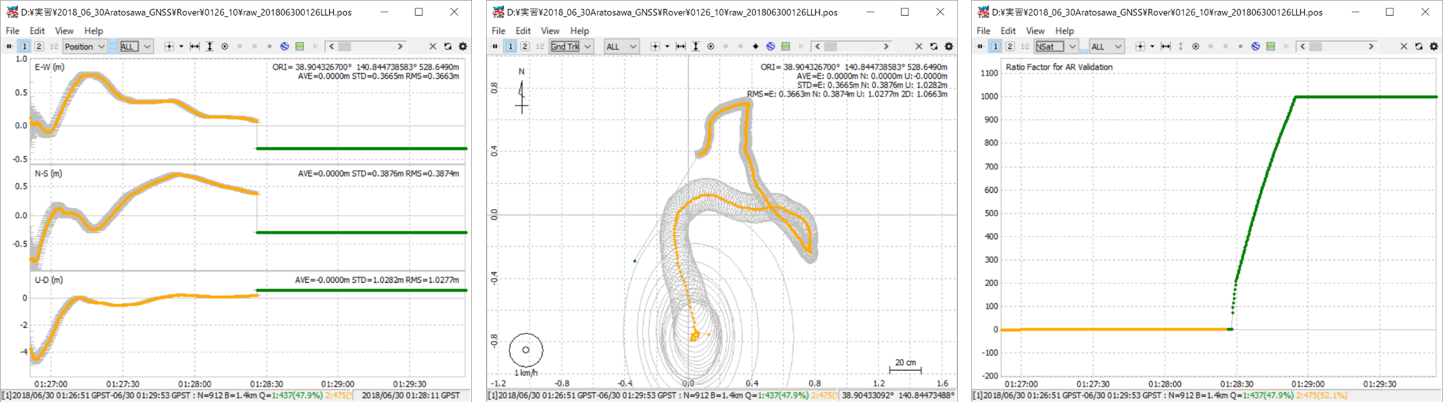 D:¥実習¥2018_06_30Aratosawa_GNSS¥Rover¥0126_10¥raw_201806300126LLH.pos
File Edit View Help
1 2 Position ALL
E-W (m)
ORI= 38.904326700° 140.844738583° 528.6490m
AVE=0.0000m STD=0.3665m RMS=0.3663m
1.0
0.5
0.0
-0.5
N-S (m)
AVE=0.0000m STD=0.3876m RMS=0.3874m
0.5
0.0
-0.5
U-D (m)
AVE=-0.0000m STD=1.0282m RMS=1.0277m
0
-2
-4
01:27:00 01:27:30 01:28:00 01:28:30 01:29:00 01:29:30
[1]2018/06/30 01:26:51 GPST-06/30 01:29:53 GPST : N=912 B=1.4km Q=1:437(47.9%) 2:475(5
2018/06/30 01:28:11 GPST
D:¥実習¥2018_06_30Aratosawa_GNSS¥Rover¥0126_10¥raw_201806300126LLH.pos
File Edit View Help
1 2 Gnd Trk ALL
N
ORI= 38.904326700° 140.844738583° 528.6490m
AVE=E: 0.0000m N: 0.0000m U:-0.0000m
STD=E: 0.3665m N: 0.3876m U: 1.0282m
RMS=E: 0.3663m N: 0.3874m U: 1.0277m 2D: 1.0663m
0.8
0.4
0.0
-0.4
-0.8
1 km/h
20 cm
-1.2 -0.8 -0.4 0.0 0.4 0.8 1.2 1.6
[1]2018/06/30 01:26:51 GPST-06/30 01:29:53 GPST : N=912 B=1.4km Q=1:437(47.9%) 2:475(5
38.90433092° 140.84473488°
D:¥実習¥2018_06_30Aratosawa_GNSS¥Rover¥0126_10¥raw_201806300126LLH.pos
File Edit View Help
1 2 NSat ALL
Ratio Factor for AR Validation
1100
1000
900
800
700
600
500
400
300
200
100
0
-100
-200
01:27:00 01:27:30 01:28:00 01:28:30 01:29:00 01:29:30
[1]2018/06/30 01:26:51 GPST-06/30 01:29:53 GPST : N=912 B=1.4km Q=1:437(47.9%) 2:475(52.1%)